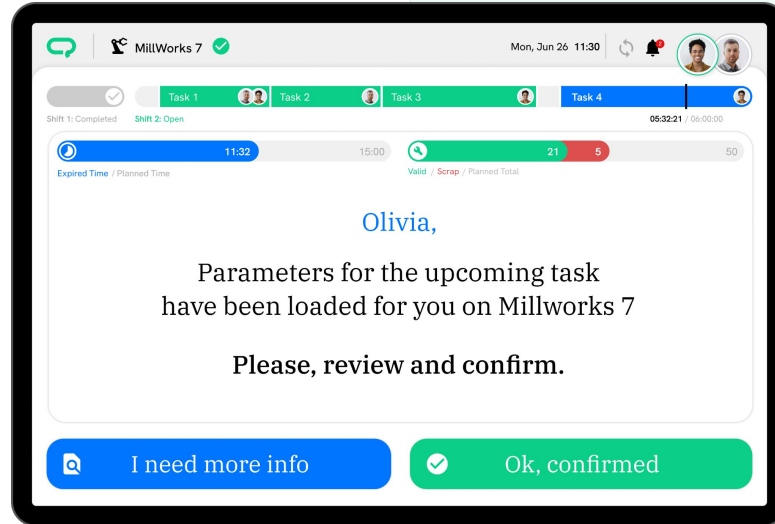 MillWorks 7
Mon, Jun 26 11:30
2
Task 1
Task 2
Task 3
Task 4
Shift 1: Completed
Shift 2: Open
05:32:21 / 06:00:00
11:32
15:00
21
5
50
Expired Time / Planned Time
Valid / Scrap / Planned Total
Olivia,
Parameters for the upcoming task
have been loaded for you on Millworks 7
Please, review and confirm.
I need more info
Ok, confirmed